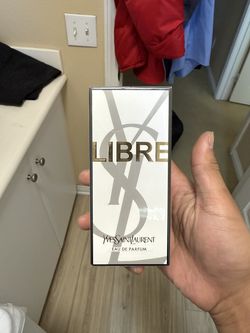 LIBRE
YVESSAINTLAURENT
EAU DE PARFUM